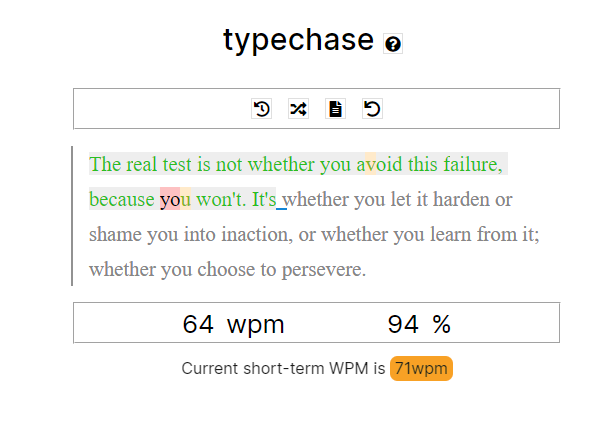 typechase
The real test is not whether you avoid this failure,
because you won't. It's whether you let it harden or
shame you into inaction, or whether you learn from it;
whether you choose to persevere.
64 wpm 94 %
Current short-term WPM is 71wpm